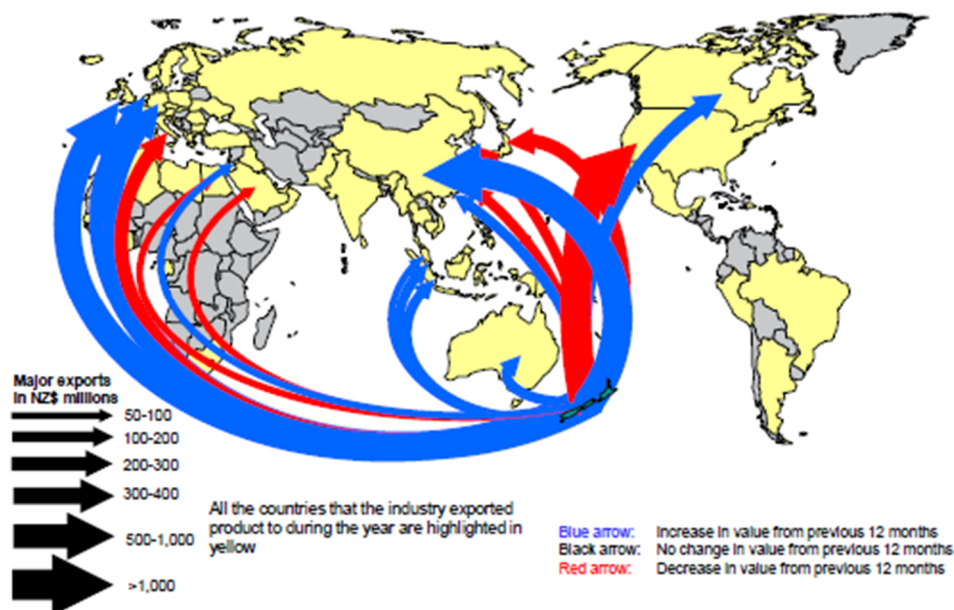 Major exports
in NZ$ millions
50-100
100-200
200-300
300-400
500-1,000
>1,000
All the countries that the industry exported
product to during the year are highlighted in
yellow
Blue arrow: Increase in value from previous 12 months
Black arrow: No change in value from previous 12 months
Red arrow: Decrease in value from previous 12 months